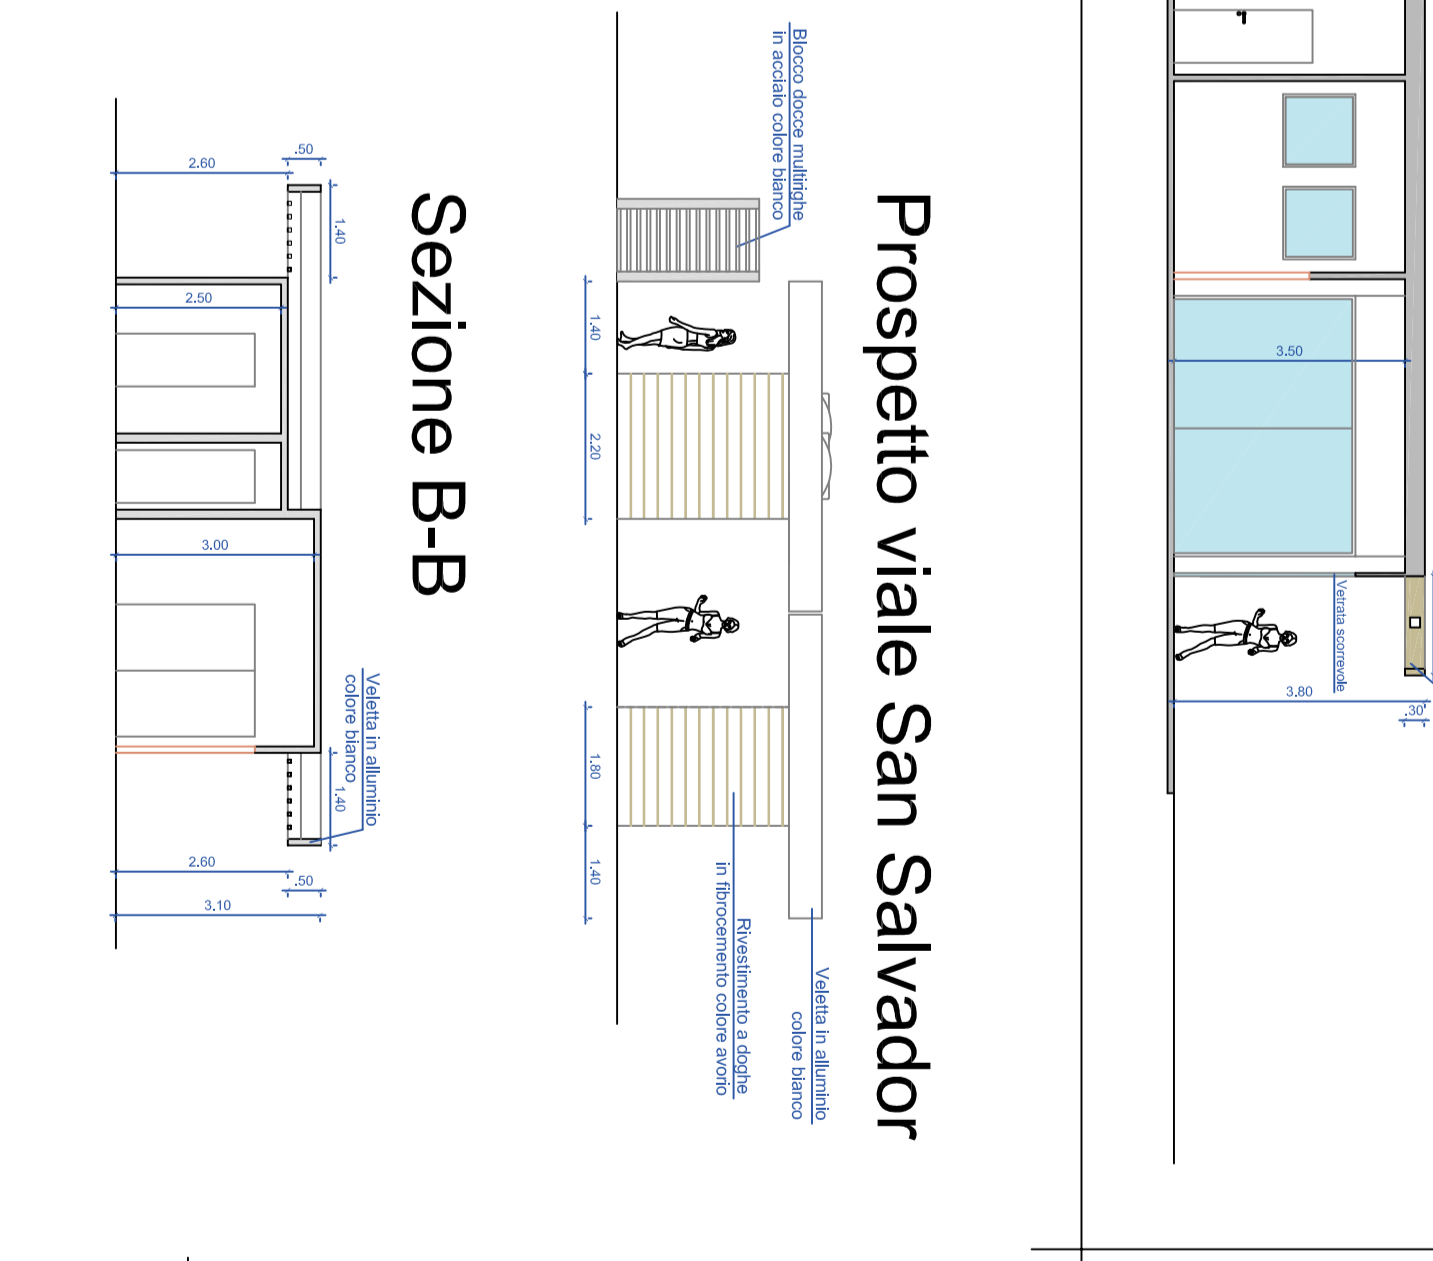 3.50
Vetrata scorrevole
3.80
.30
Prospetto viale San Salvador
Blocco docce multirighe
in acciaio colore bianco
Veletta in alluminio
colore bianco
Rivestimento a doghe
in fibrocemento colore avorio
1.40
2.20
1.80
1.40
Sezione B-B
Veletta in alluminio
colore bianco
.50
2.60
1.40
2.50
3.00
1.40
2.60
.50
3.10